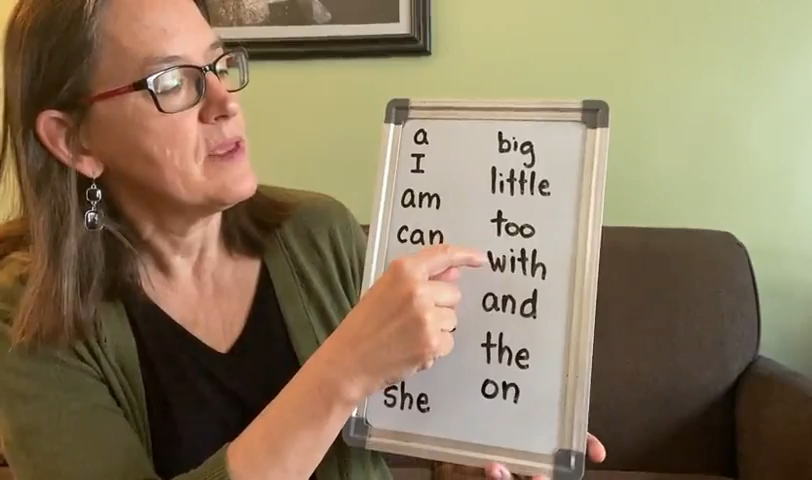 a
I
am
can
she
big
little
too
with
and
the
on